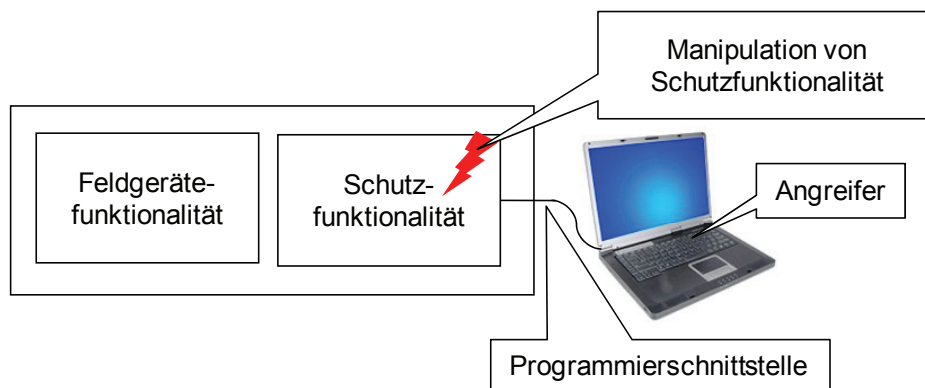 Manipulation von
Schutzfunktionalität
Feldgeräte-
funktionalität
Schutz-
funktionalität
Angreifer
Programmierschnittstelle